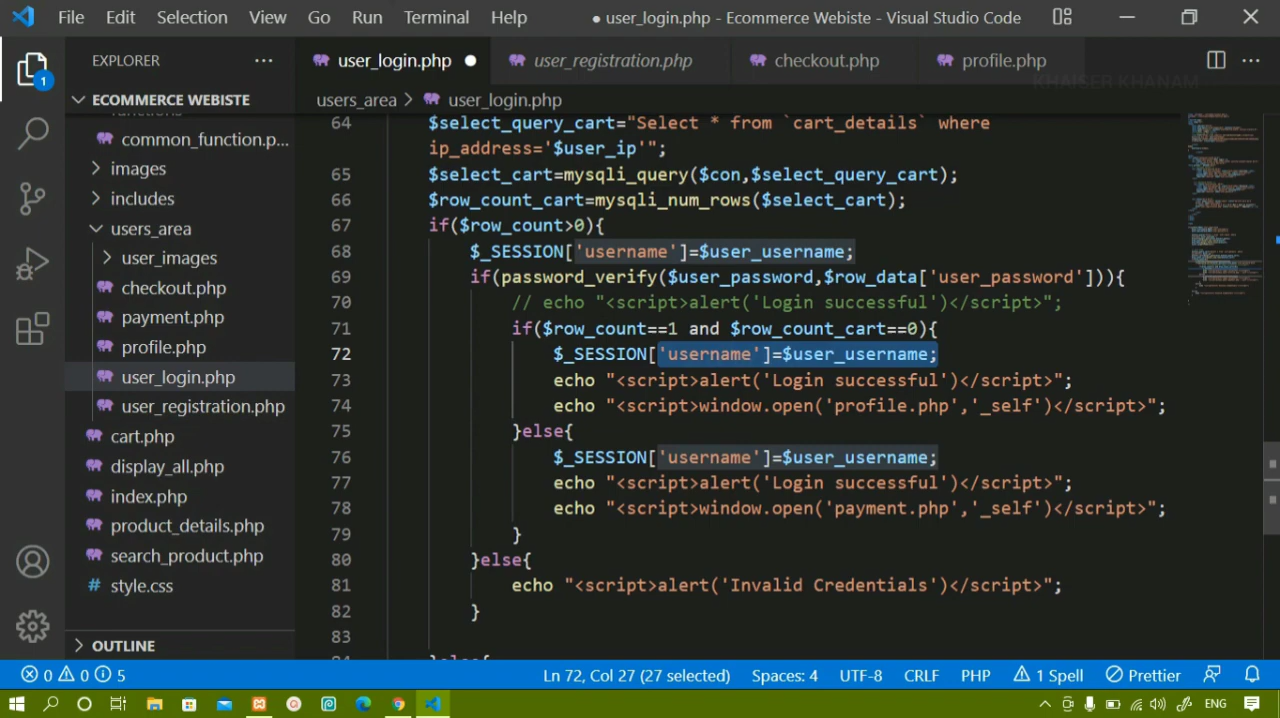 File Edit Selection View Go Run Terminal Help ● user_login.php - Ecommerce Webiste - Visual Studio Code
EXPLORER ··· user_login.php ● user_registration.php checkout.php profile.php ···
KHAISER KHANAM
ECOMMERCE WEBISTE users_area > user_login.php
functions
common_function.p...
images
includes
users_area
user_images
checkout.php
payment.php
profile.php
user_login.php
user_registration.php
cart.php
display_all.php
index.php
product_details.php
search_product.php
# style.css
OUTLINE
64 $select_query_cart="Select * from `cart_details` where
ip_address='$user_ip'";
65 $select_cart=mysqli_query($con,$select_query_cart);
66 $row_count_cart=mysqli_num_rows($select_cart);
67 if($row_count>0){
68 $_SESSION['username']=$user_username;
69 if(password_verify($user_password,$row_data['user_password'])){
70 // echo "<script>alert('Login successful')</script>";
71 if($row_count==1 and $row_count_cart==0){
72 $_SESSION['username']=$user_username;
73 echo "<script>alert('Login successful')</script>";
74 echo "<script>window.open('profile.php','_self')</script>";
75 }else{
76 $_SESSION['username']=$user_username;
77 echo "<script>alert('Login successful')</script>";
78 echo "<script>window.open('payment.php','_self')</script>";
79 }
80 }else{
81 echo "<script>alert('Invalid Credentials')</script>";
82 }
83
84 }else{
0 0 5 Ln 72, Col 27 (27 selected) Spaces: 4 UTF-8 CRLF PHP 1 Spell Prettier
ENG
1